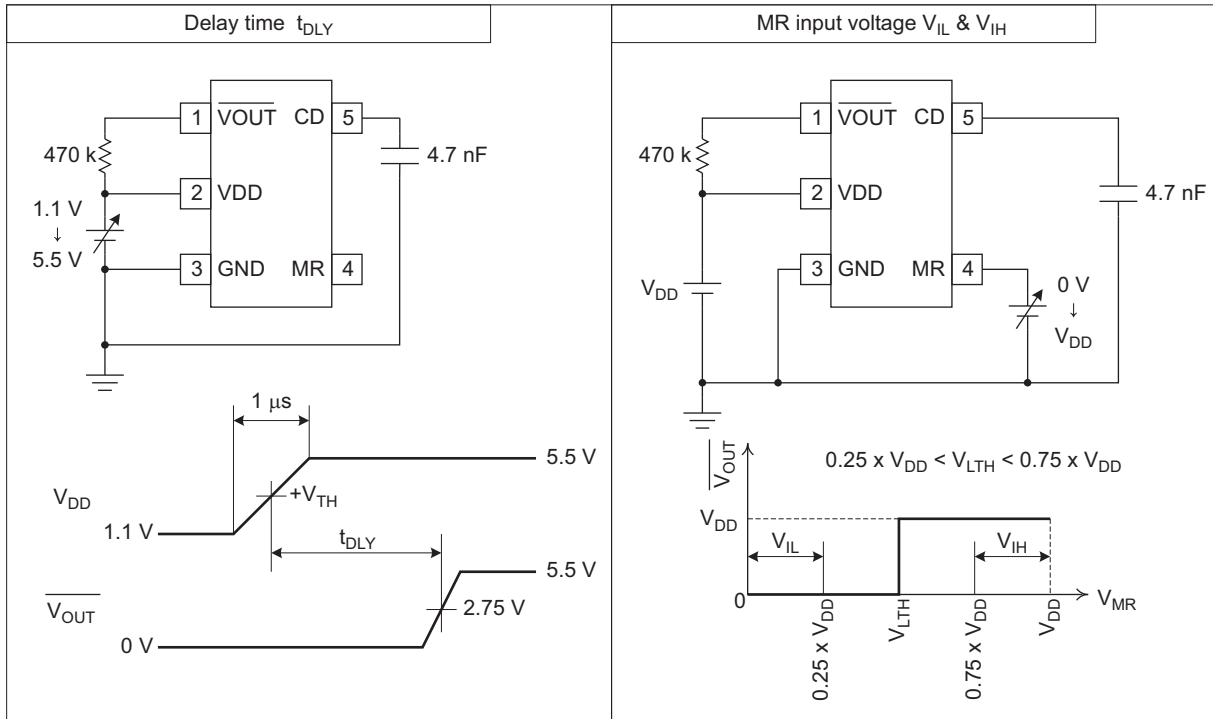 Delay time tDLY
1 VOUT CD 5
470 k
4.7 nF
2 VDD
1.1 V
↓
5.5 V
3 GND MR 4
1 μs
5.5 V
VDD
+VTH
1.1 V
tDLY
5.5 V
VOUT
2.75 V
0 V
MR input voltage VIL & VIH
1 VOUT CD 5
470 k
2 VDD
4.7 nF
3 GND MR 4
VDD
0 V
↓
VDD
VOUT
0.25 x VDD < VLTH < 0.75 x VDD
VDD
VIL
VIH
0
VMR
0.25 x VDD
VLTH
0.75 x VDD
VDD